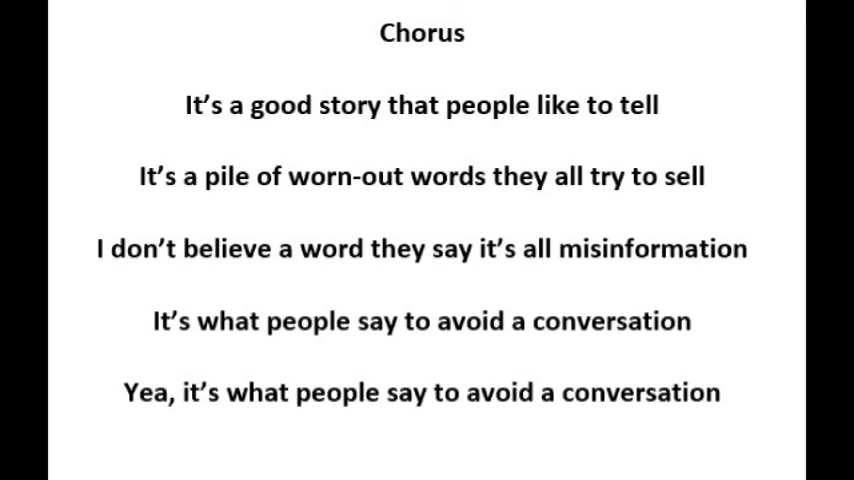 Chorus
It’s a good story that people like to tell
It’s a pile of worn-out words they all try to sell
I don’t believe a word they say it’s all misinformation
It’s what people say to avoid a conversation
Yea, it’s what people say to avoid a conversation